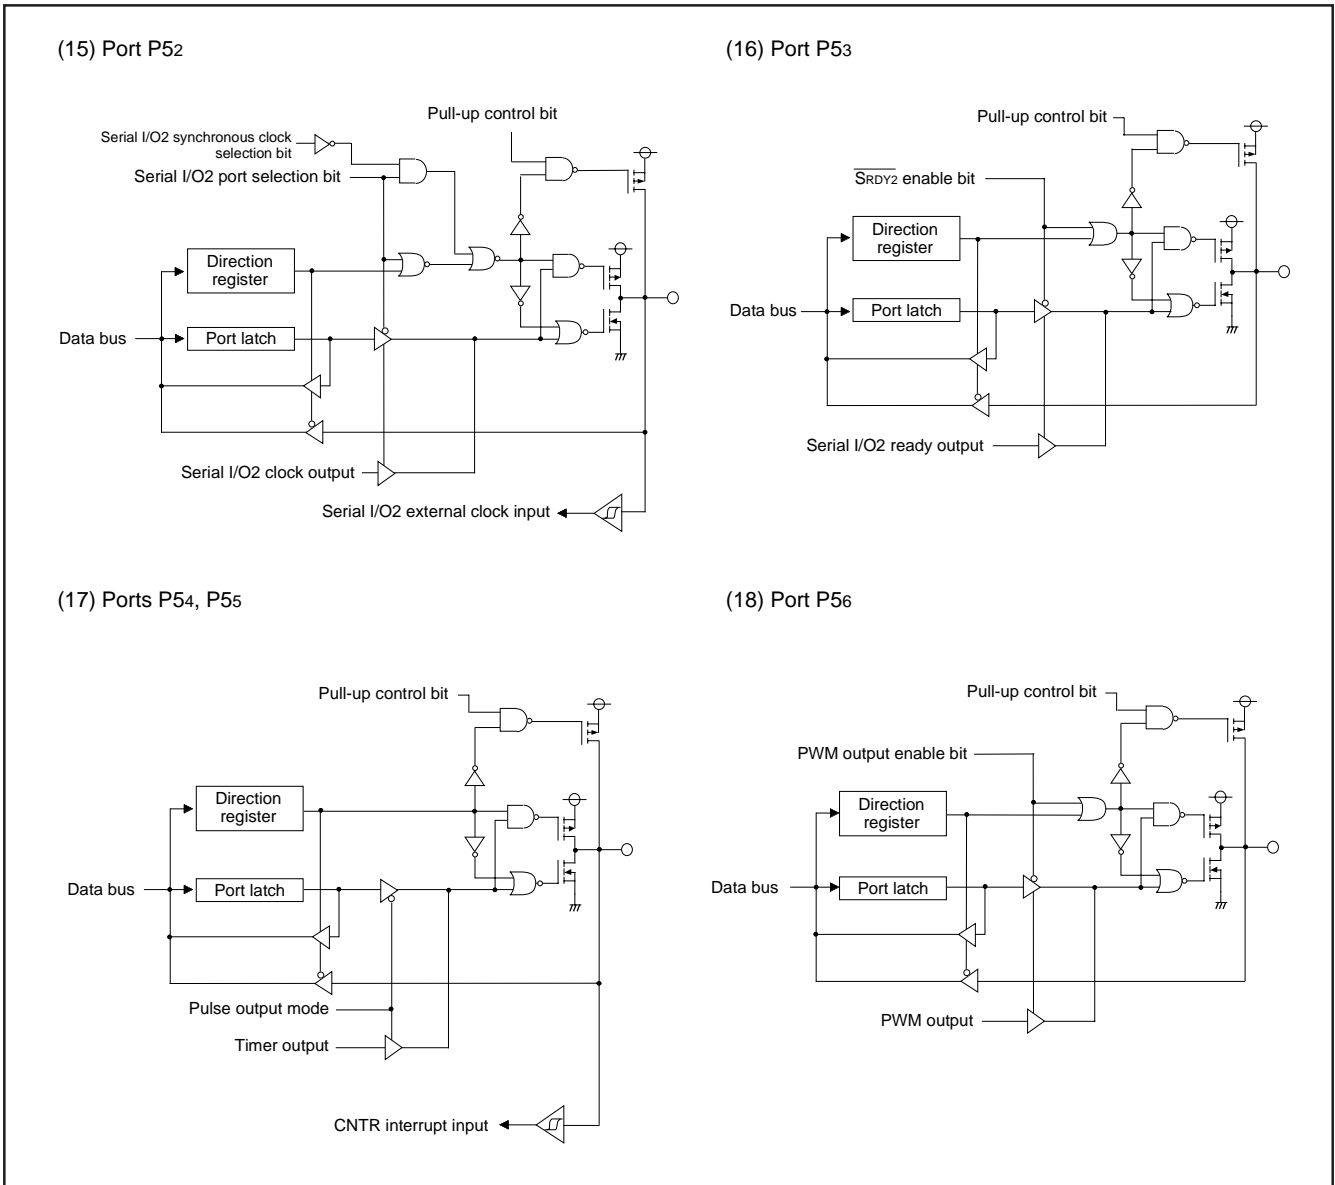 (15) Port P52
Pull-up control bit
Serial I/O2 synchronous clock
selection bit
Serial I/O2 port selection bit
Direction
register
Data bus
Port latch
Serial I/O2 clock output
Serial I/O2 external clock input
(16) Port P53
Pull-up control bit
SRDY2 enable bit
Direction
register
Data bus
Port latch
Serial I/O2 ready output
(17) Ports P54, P55
Pull-up control bit
Direction
register
Data bus
Port latch
Pulse output mode
Timer output
CNTR interrupt input
(18) Port P56
Pull-up control bit
PWM output enable bit
Direction
register
Data bus
Port latch
PWM output